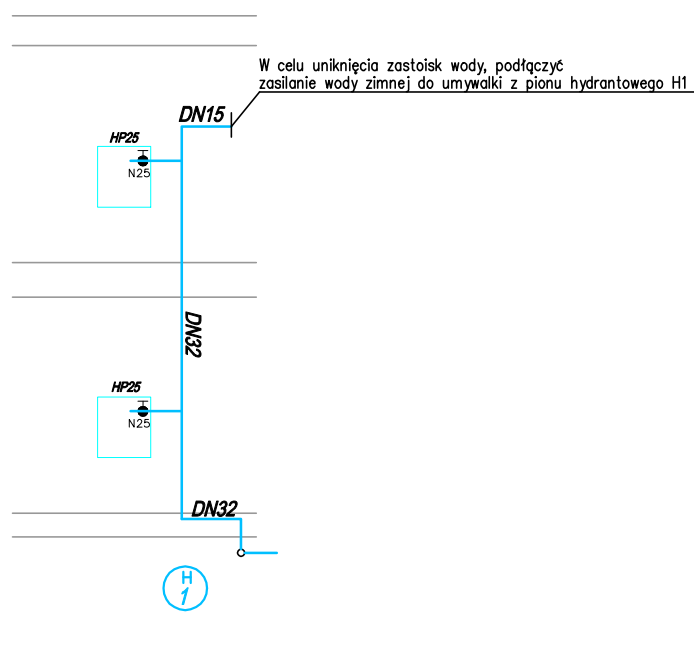 W celu uniknięcia zastoisk wody, podłączyć
zasilanie wody zimnej do umywalki z pionu hydrantowego H1
DN15
HP25
N25
DN32
HP25
N25
DN32
H
1